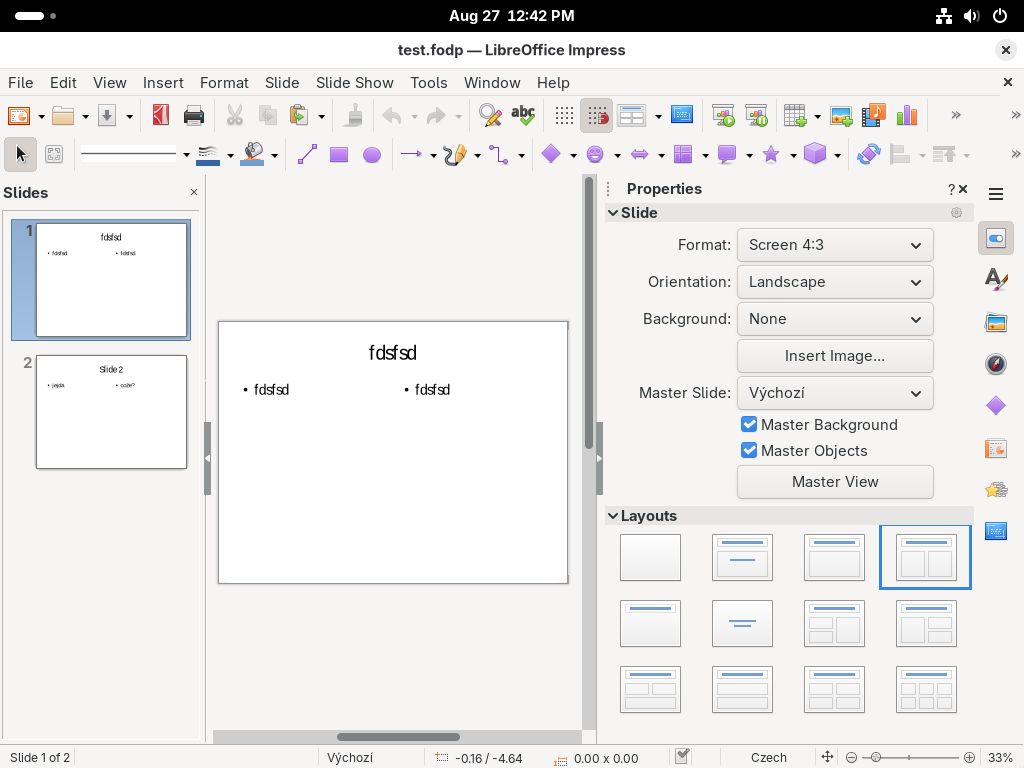 Aug 27 12:42 PM
test.fodp — LibreOffice Impress
File Edit View Insert Format Slide Slide Show Tools Window Help
abc
Slides
1
fdsfsd
• fdsfsd • fdsfsd
2
Slide 2
• jejda • cože?
fdsfsd
• fdsfsd • fdsfsd
Properties
?
Slide
Format: Screen 4:3
Orientation: Landscape
Background: None
Insert Image...
Master Slide: Výchozí
Master Background
Master Objects
Master View
Layouts
Slide 1 of 2 Výchozí -0.16 / -4.64 0.00 x 0.00 Czech 33%